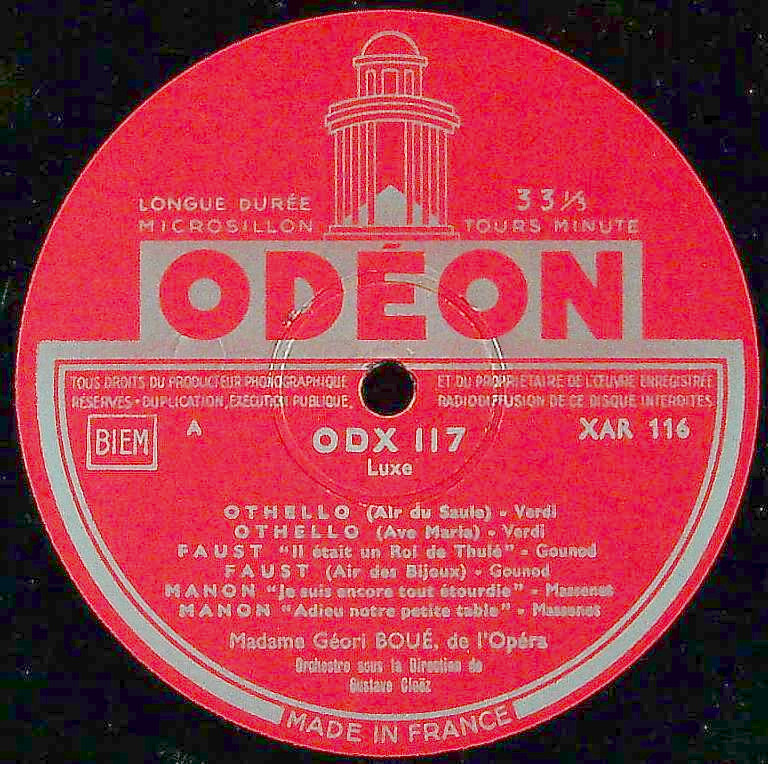 LONGUE DURÉE
MICROSILLON
33 1/3
TOURS MINUTE
ODÉON
TOUS DROITS DU PRODUCTEUR PHONOGRAPHIQUE ET DU PROPRIÉTAIRE DE L'ŒUVRE ENREGISTRÉE
RÉSERVÉS • DUPLICATION, EXÉCUTION PUBLIQUE, RADIODIFFUSION DE CE DISQUE INTERDITES
BIEM A ODX 117 XAR 116
Luxe
OTHELLO (Air du Saule) - Verdi
OTHELLO (Ave Maria) - Verdi
FAUST "Il était un Roi de Thulé" - Gounod
FAUST (Air des Bijoux) - Gounod
MANON "Je suis encore tout étourdie" - Massenet
MANON "Adieu notre petite table" - Massenet
Madame Géori BOUÉ, de l'Opéra
Orchestre sous la Direction de
Gustave Cloëz
MADE IN FRANCE